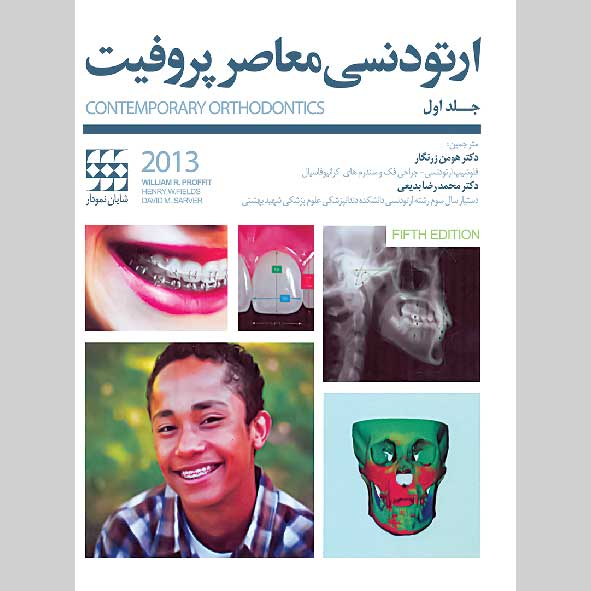 ارتودنسی معاصر پروفیت
جلد اول
CONTEMPORARY ORTHODONTICS
مترجمین:
دکتر هومن زرنگار
فلوشیپ ارتودنسی - جراحی فک و سندرم های کرانیوفاسیال
دکتر محمدرضا بدیعی
دستیار سال سوم رشته ارتودنسی دانشکده دندانپزشکی علوم پزشکی شهید بهشتی
2013
WILLIAM R. PROFFIT
HENRY W. FIELDS
DAVID M. SARVER
شایان نمودار
FIFTH EDITION